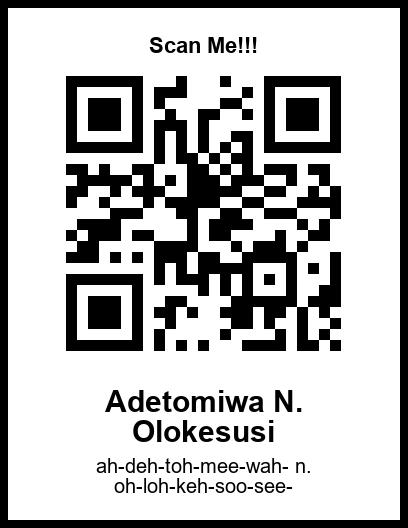 Scan Me!!!
Adetomiwa N.
Olokesusi
ah-deh-toh-mee-wah- n.
oh-loh-keh-soo-see-